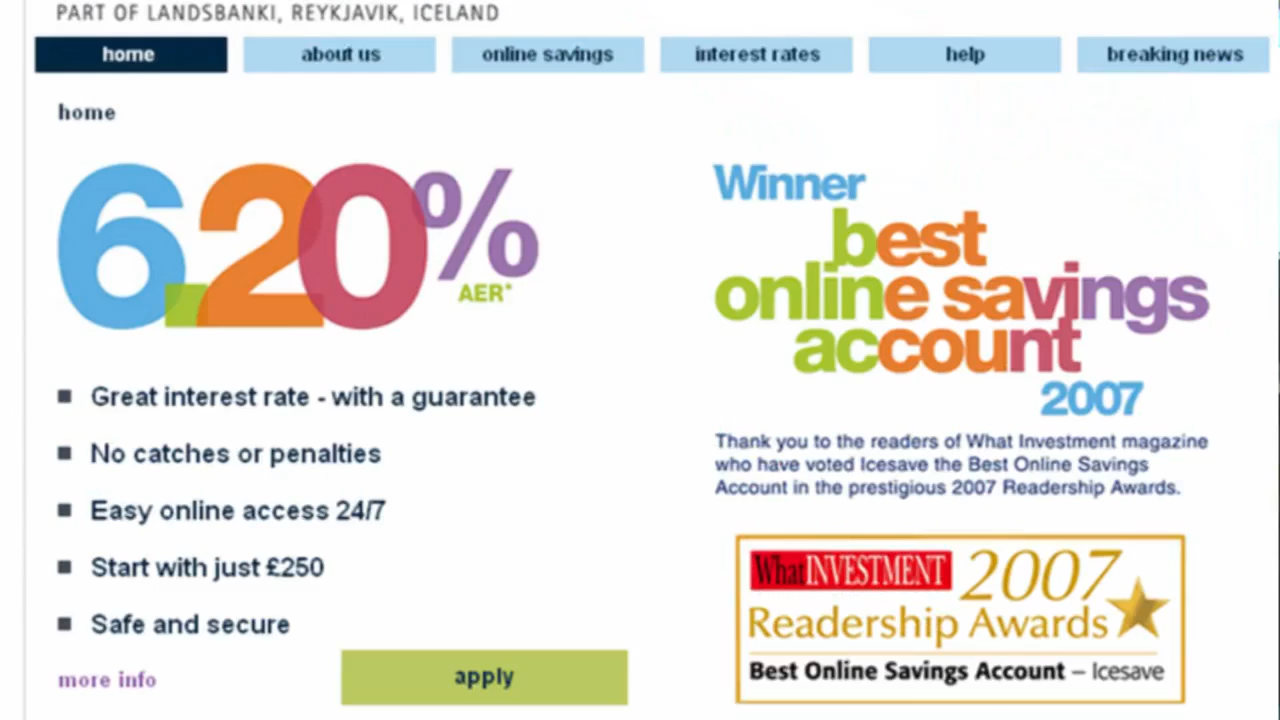 PART OF LANDSBANKI, REYKJAVIK, ICELAND
home
about us
online savings
interest rates
help
breaking news
home
6.20%
AER*
Great interest rate - with a guarantee
No catches or penalties
Easy online access 24/7
Start with just £250
Safe and secure
more info
apply
Winner
best
online savings
account
2007
Thank you to the readers of What Investment magazine
who have voted Icesave the Best Online Savings
Account in the prestigious 2007 Readership Awards.
WhatINVESTMENT 2007
Readership Awards
Best Online Savings Account – Icesave